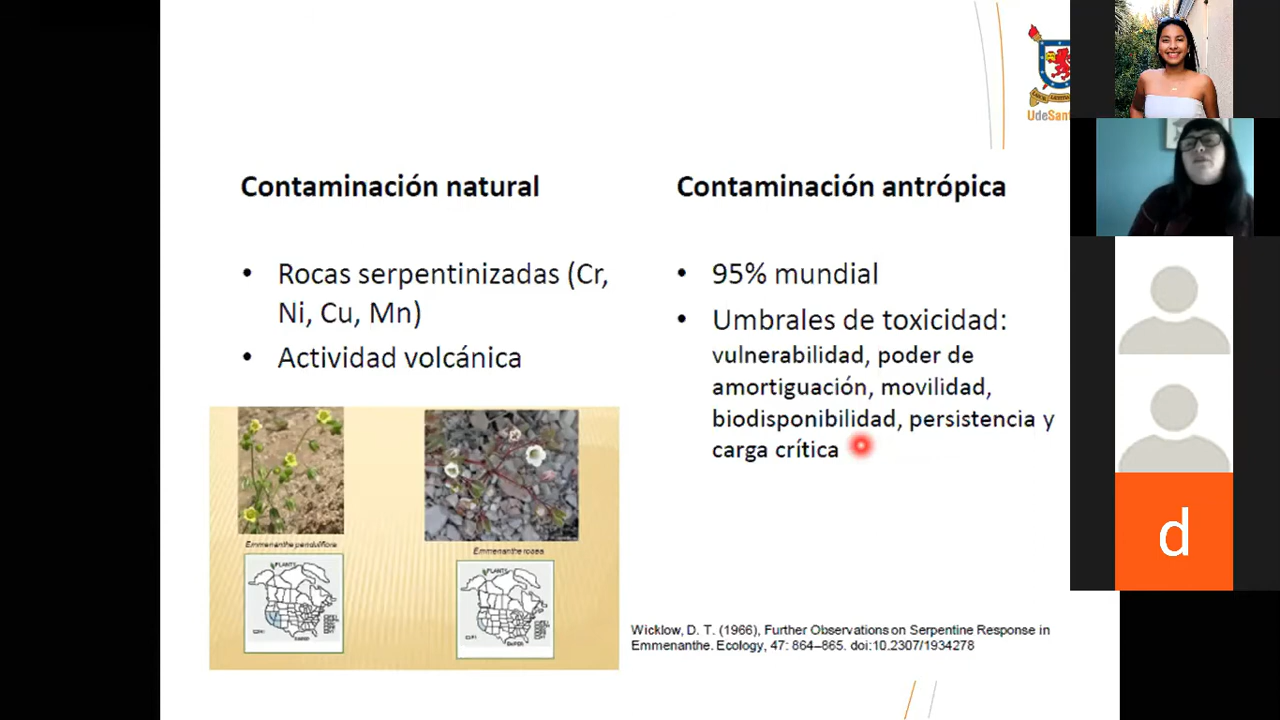 UdeSant
Contaminación natural
• Rocas serpentinizadas (Cr,
Ni, Cu, Mn)
• Actividad volcánica
Contaminación antrópica
• 95% mundial
• Umbrales de toxicidad:
vulnerabilidad, poder de
amortiguación, movilidad,
biodisponibilidad, persistencia y
carga crítica
Emmenanthe penduliflora
Emmenanthe rosea
PLANTS
PLANTS
Wicklow, D. T. (1966), Further Observations on Serpentine Response in
Emmenanthe. Ecology, 47: 864–865. doi:10.2307/1934278
d